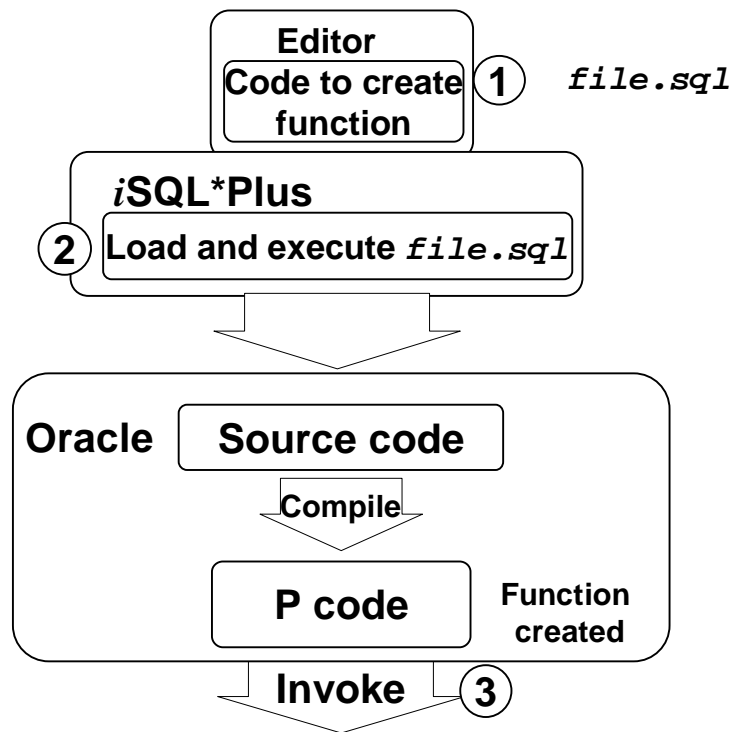 Editor
Code to create
function
1
file.sql
iSQL*Plus
2
Load and execute file.sql
Oracle
Source code
Compile
P code
Function
created
Invoke
3